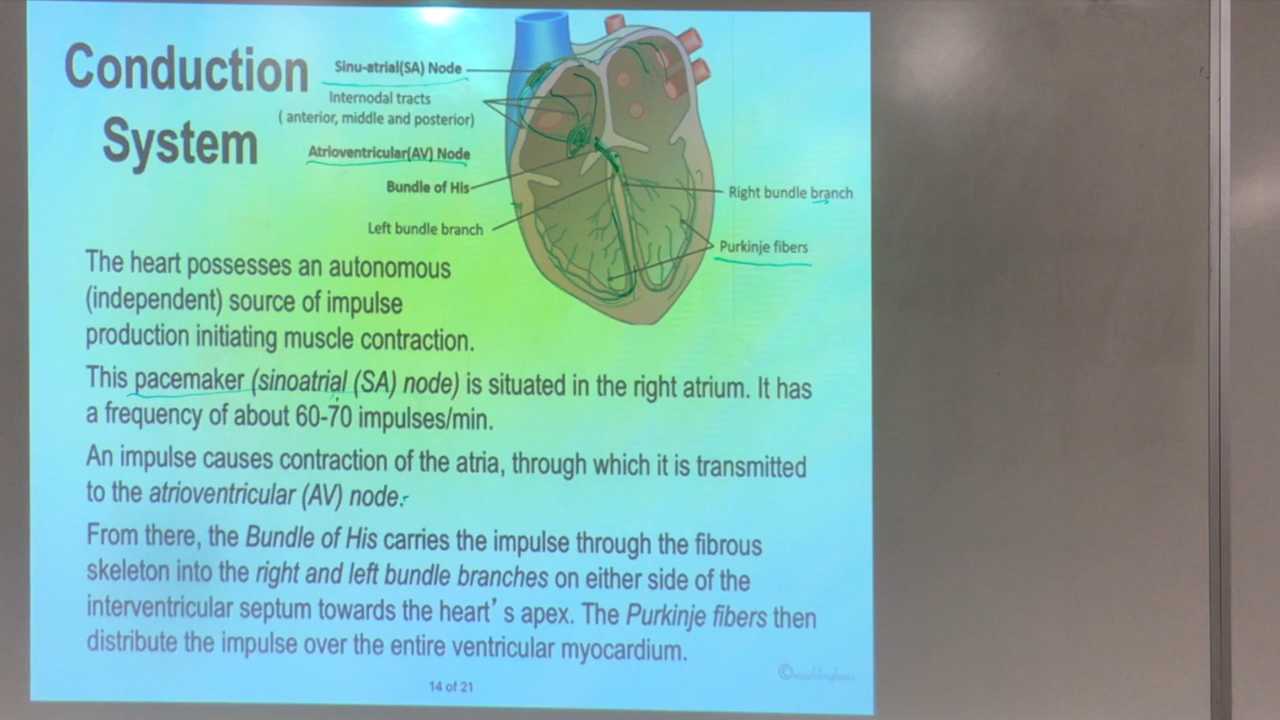 Conduction
System
Sinu-atrial(SA) Node
Internodal tracts
( anterior, middle and posterior)
Atrioventricular(AV) Node
Bundle of His
Left bundle branch
Right bundle branch
Purkinje fibers
The heart possesses an autonomous
(independent) source of impulse
production initiating muscle contraction.
This pacemaker (sinoatrial (SA) node) is situated in the right atrium. It has
a frequency of about 60-70 impulses/min.
An impulse causes contraction of the atria, through which it is transmitted
to the atrioventricular (AV) node.
From there, the Bundle of His carries the impulse through the fibrous
skeleton into the right and left bundle branches on either side of the
interventricular septum towards the heart's apex. The Purkinje fibers then
distribute the impulse over the entire ventricular myocardium.
14 of 21